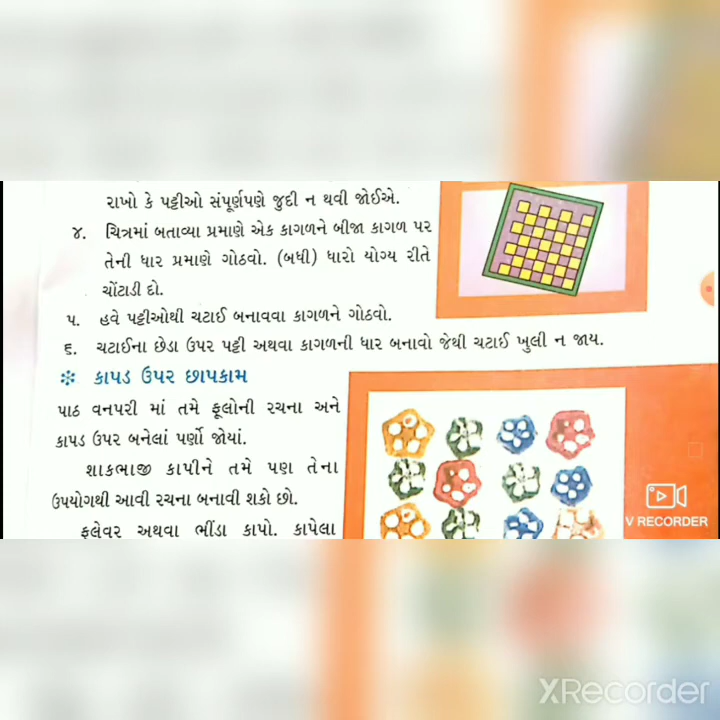 રાખો કે પટ્ટીઓ સંપૂર્ણપણે જુદી ન થવી જોઈએ.
૪. ચિત્રમાં બતાવ્યા પ્રમાણે એક કાગળને બીજા કાગળ પર
તેની ધાર પ્રમાણે ગોઠવો. (બધી) ધારો યોગ્ય રીતે
ચોંટાડી દો.
૫. હવે પટ્ટીઓથી ચટાઈ બનાવવા કાગળને ગોઠવો.
૬. ચટાઈના છેડા ઉપર પટ્ટી અથવા કાગળની ધાર બનાવો જેથી ચટાઈ ખુલી ન જાય.
❇ કાપડ ઉપર છાપકામ
પાઠ વનપરી માં તમે ફૂલોની રચના અને
કાપડ ઉપર બનેલાં પર્ણો જોયાં.
શાકભાજી કાપીને તમે પણ તેના
ઉપયોગથી આવી રચના બનાવી શકો છો.
ફ્લેવર અથવા ભીંડા કાપો. કાપેલા
V RECORDER
XRecorder